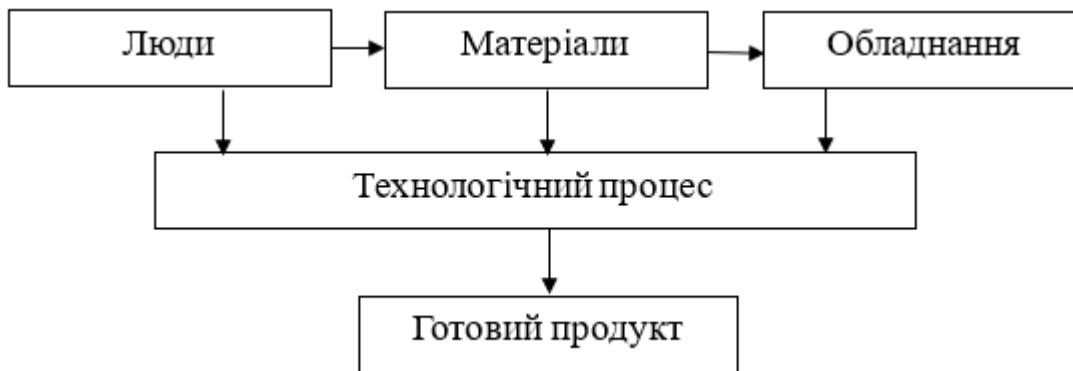 Люди
Матеріали
Обладнання
Технологічний процес
Готовий продукт